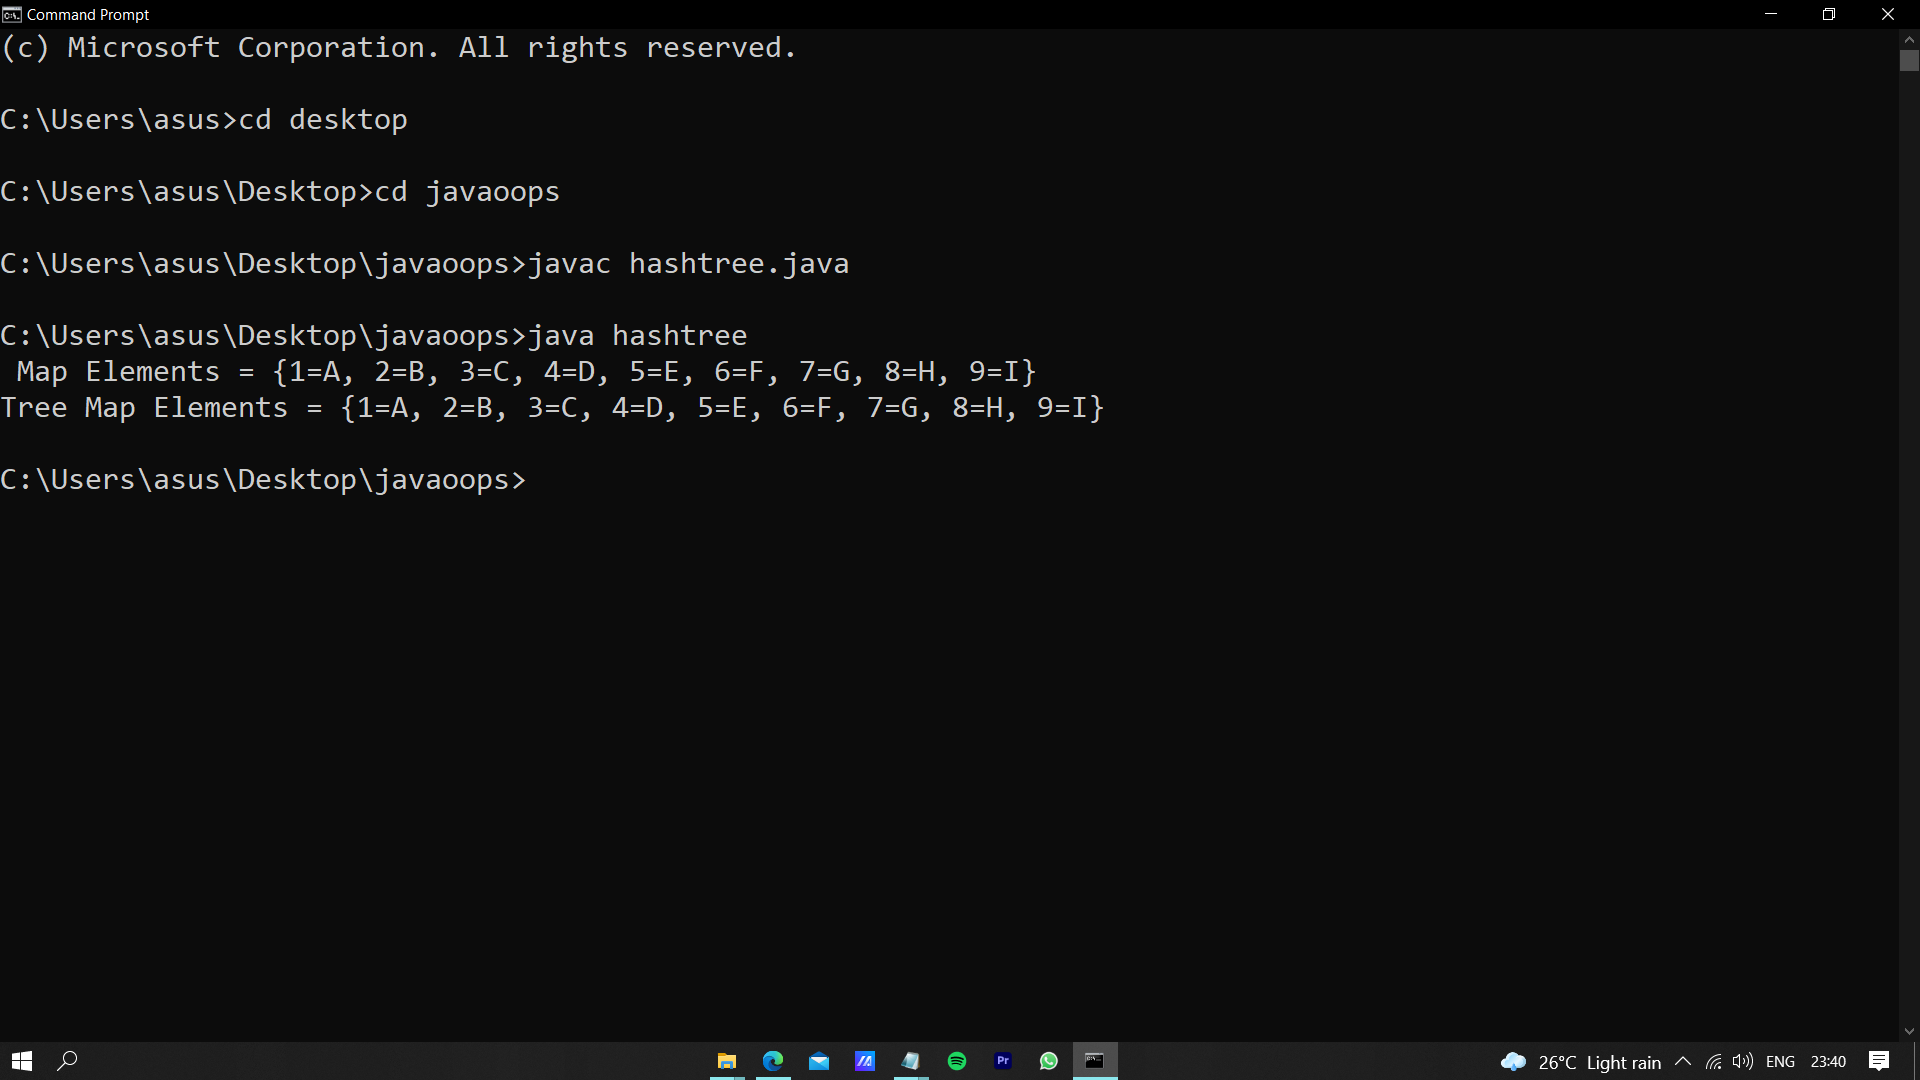 Command Prompt
(c) Microsoft Corporation. All rights reserved.
C:\Users\asus>cd desktop
C:\Users\asus\Desktop>cd javaoops
C:\Users\asus\Desktop\javaoops>javac hashtree.java
C:\Users\asus\Desktop\javaoops>java hashtree
 Map Elements = {1=A, 2=B, 3=C, 4=D, 5=E, 6=F, 7=G, 8=H, 9=I}
Tree Map Elements = {1=A, 2=B, 3=C, 4=D, 5=E, 6=F, 7=G, 8=H, 9=I}
C:\Users\asus\Desktop\javaoops>
Pr
26°C Light rain
ENG
23:40